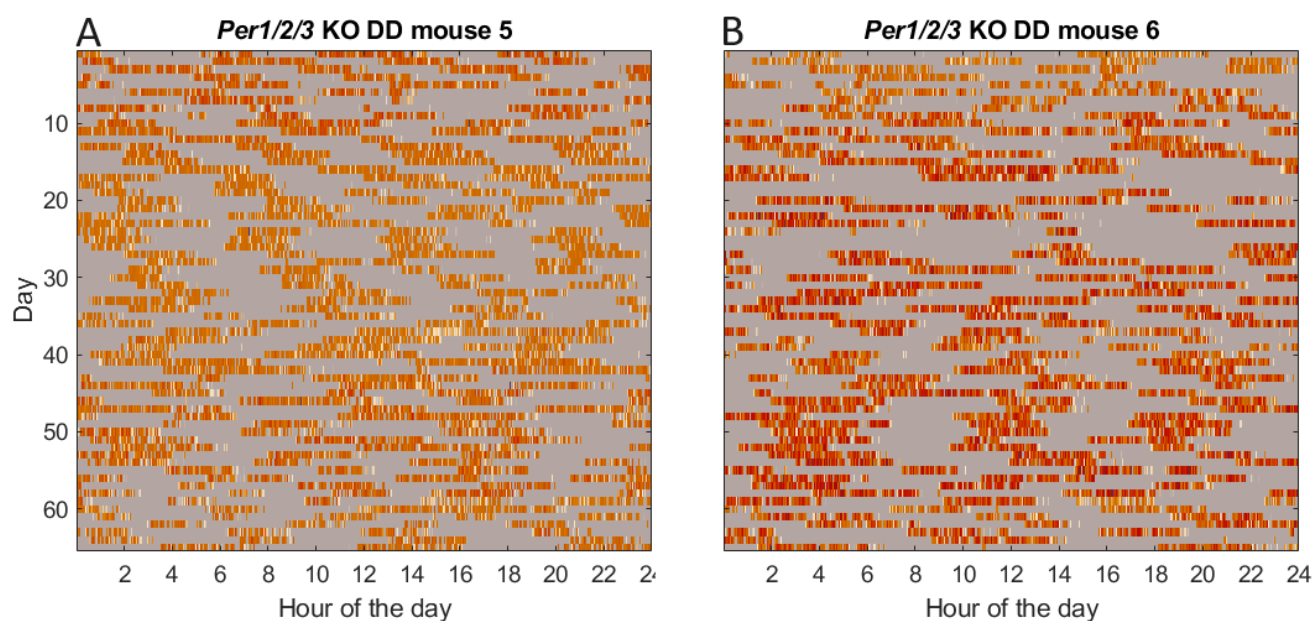 A
Per1/2/3 KO DD mouse 5
10
20
30
40
50
60
Day
2 4 6 8 10 12 14 16 18 20 22 24
Hour of the day
B
Per1/2/3 KO DD mouse 6
2 4 6 8 10 12 14 16 18 20 22 24
Hour of the day